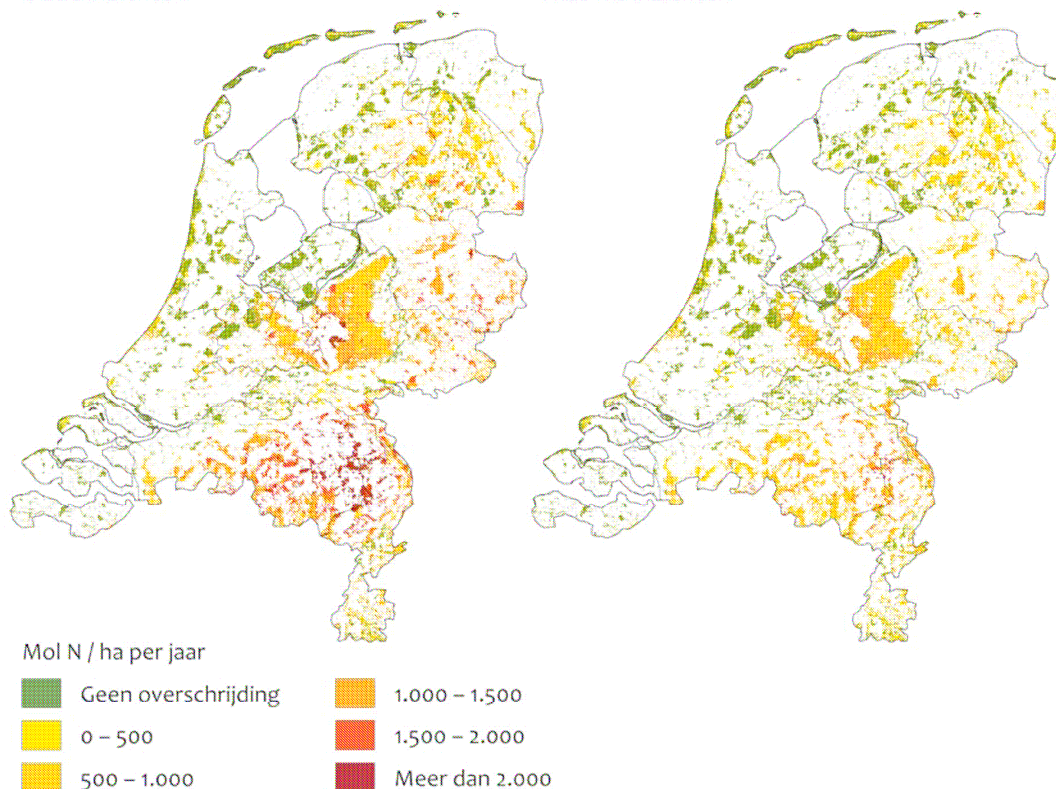 Mol N / ha per jaar
Geen overschrijding
0 – 500
500 – 1.000
1.000 – 1.500
1.500 – 2.000
Meer dan 2.000